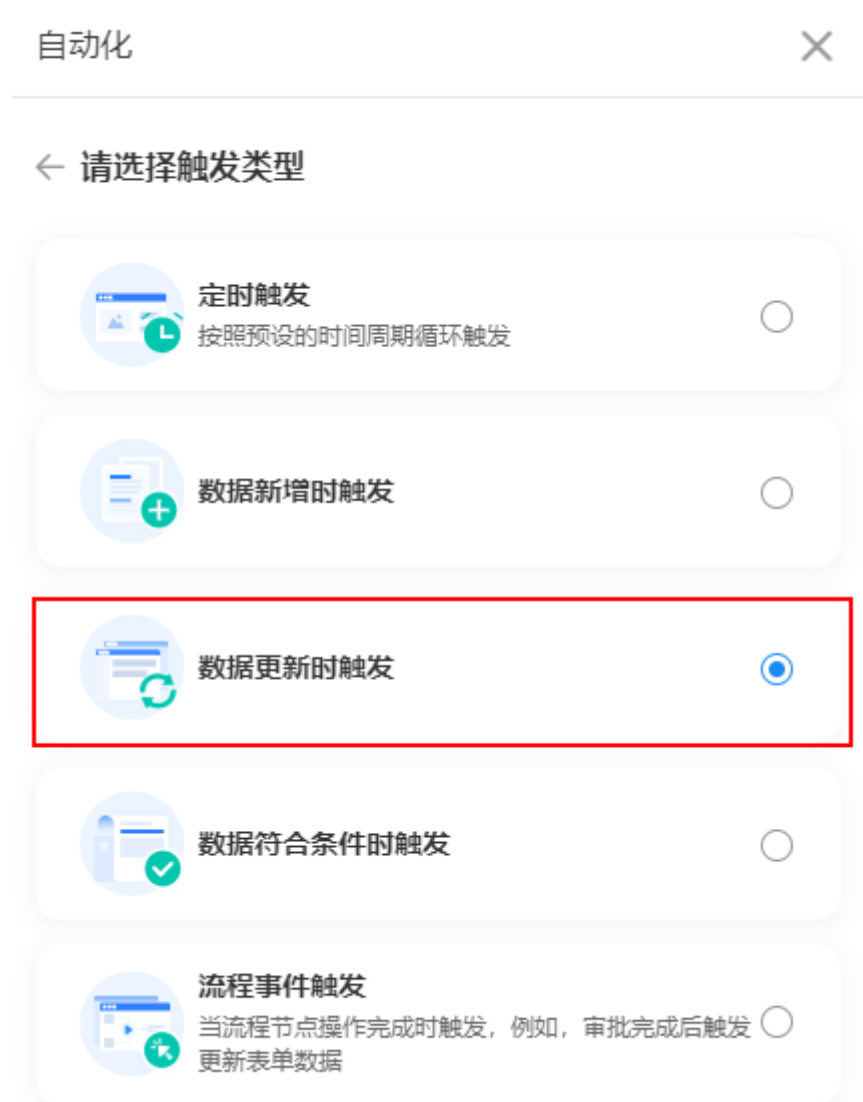 自动化
请选择触发类型
定时触发
按照预设的时间周期循环触发
数据新增时触发
数据更新时触发
数据符合条件时触发
流程事件触发
当流程节点操作完成时触发，例如，审批完成后触发
更新表单数据